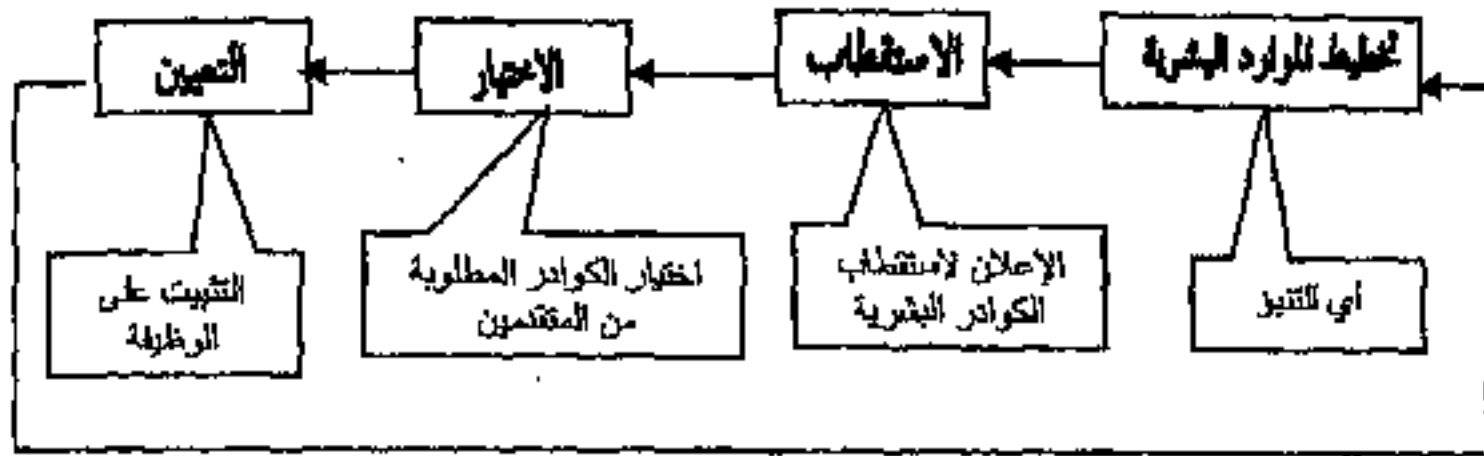 تخطيط الموارد البشرية
الاستقطاب
الاختيار
التعيين
أي التنبؤ
الإعلان لاستقطاب
الكوادر البشرية
اختيار الكوادر المطلوبة
من المتقدمين
التثبيت على
الوظيفة